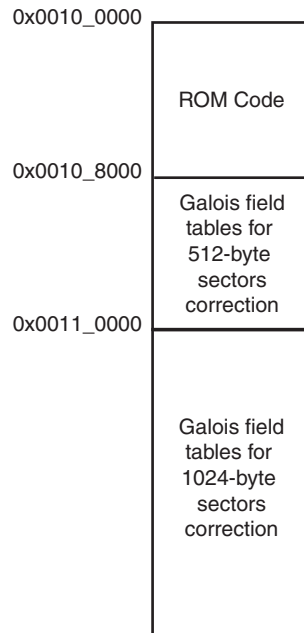 0x0010_0000
ROM Code
0x0010_8000
Galois field
tables for
512-byte
sectors
correction
0x0011_0000
Galois field
tables for
1024-byte
sectors
correction